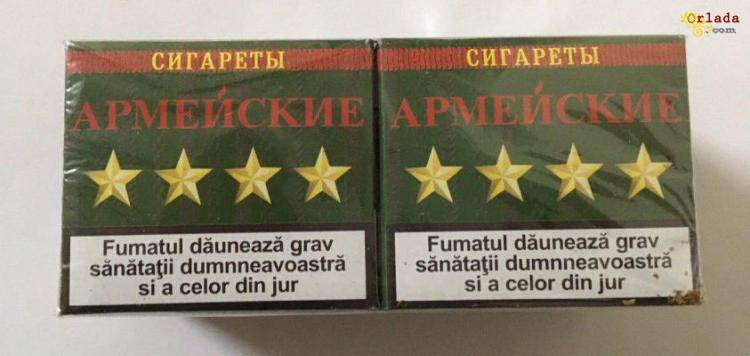 Orlada
.com
СИГАРЕТЫ
АРМЕЙСКИЕ
Fumatul dăunează grav
sănătaţii dumnneavoastră
si a celor din jur
СИГАРЕТЫ
АРМЕЙСКИЕ
Fumatul dăunează grav
sănătaţii dumnneavoastră
si a celor din jur